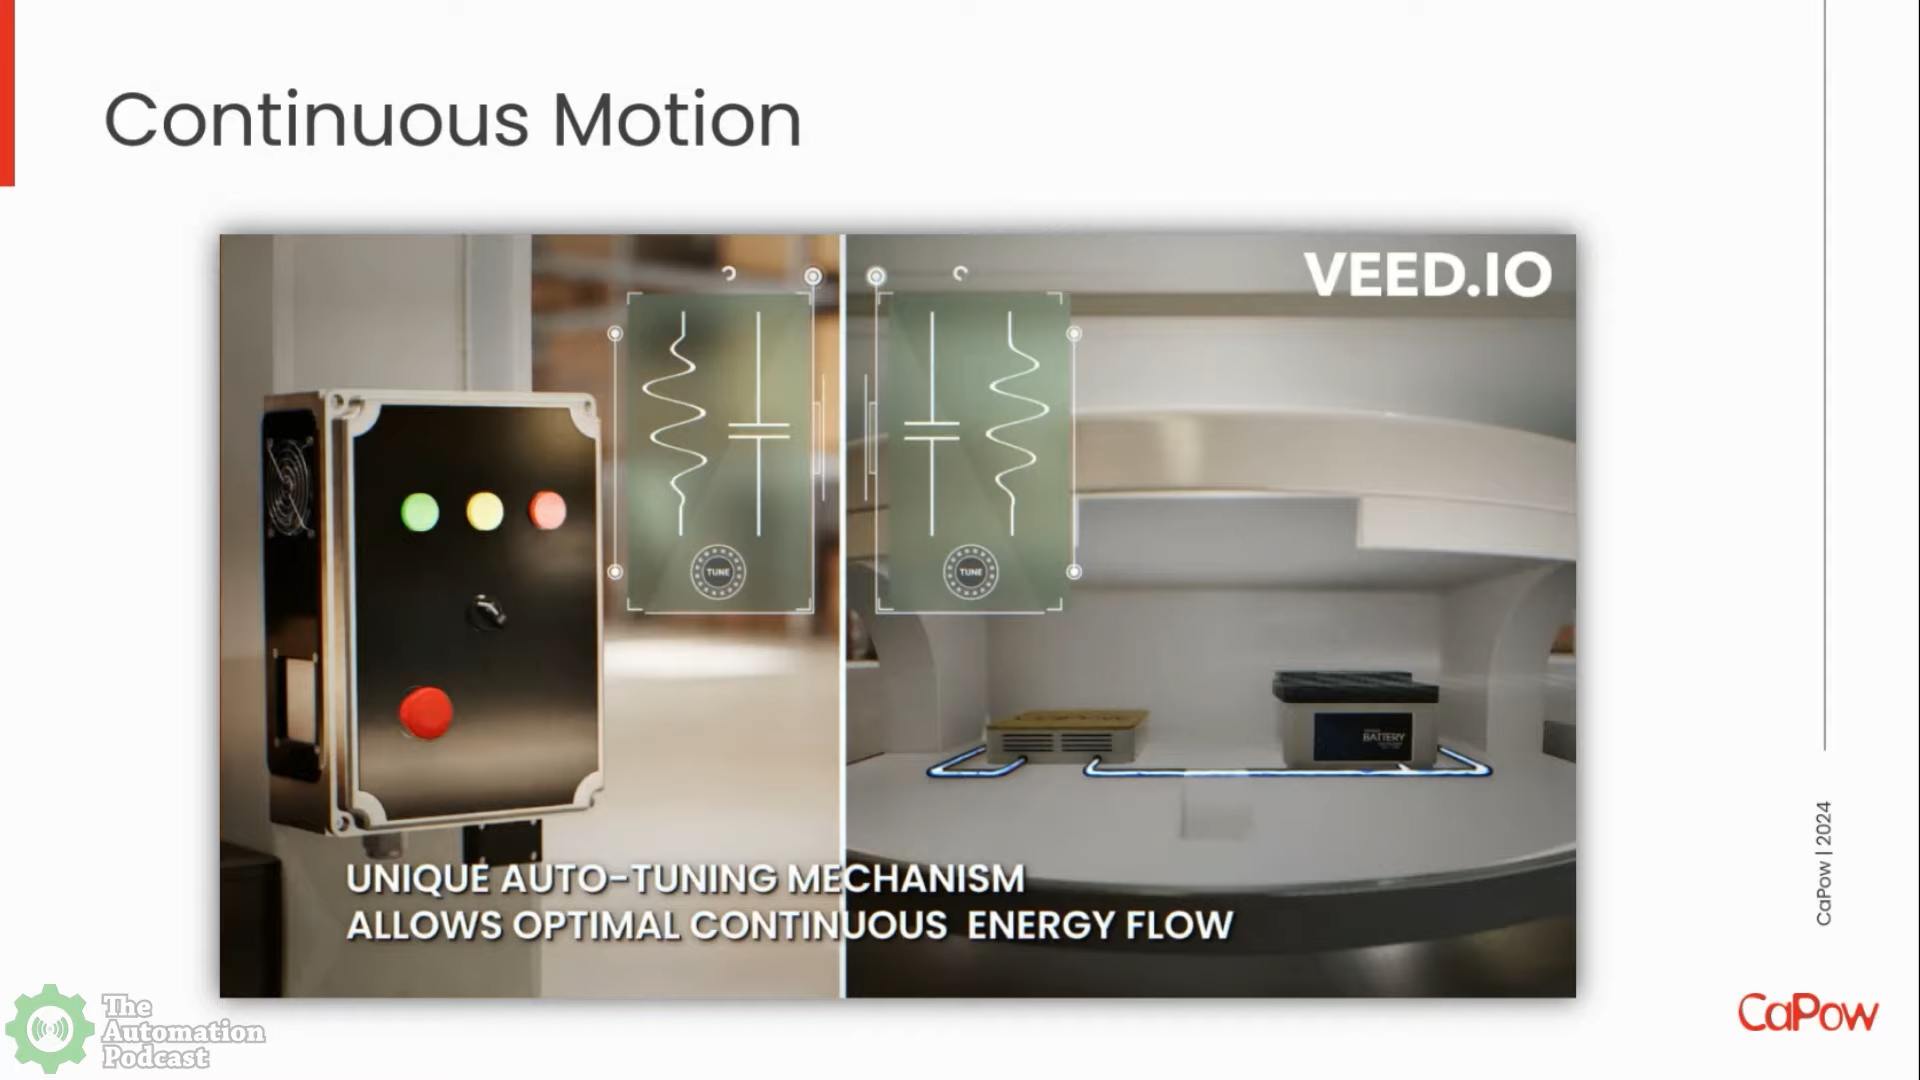 Continuous Motion
VEED.IO
TUNE
TUNE
BATTERY
UNIQUE AUTO-TUNING MECHANISM
ALLOWS OPTIMAL CONTINUOUS ENERGY FLOW
CaPow | 2024
The
Automation
Podcast
CaPow